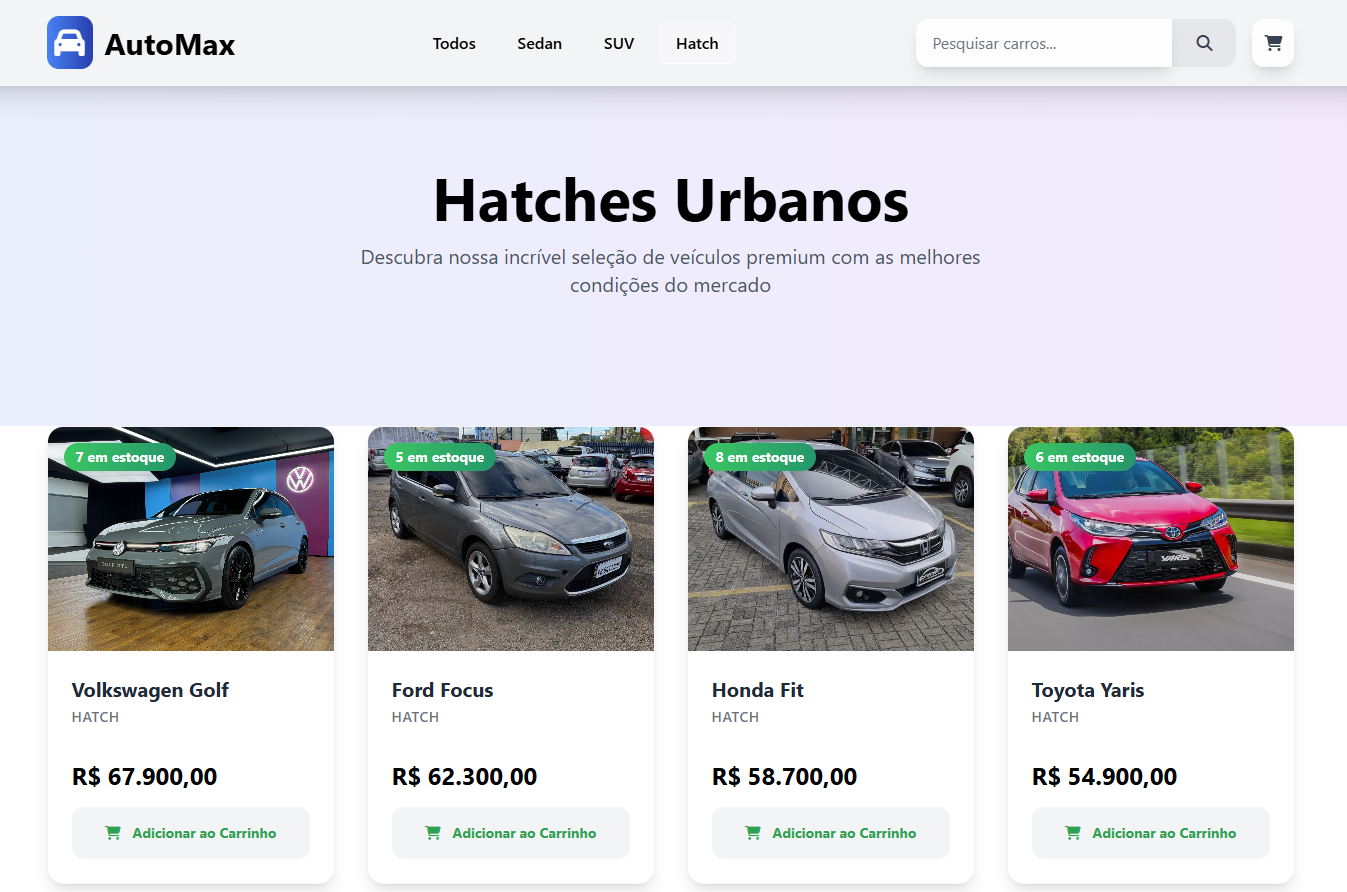 AutoMax
Todos
Sedan
SUV
Hatch
Pesquisar carros...
Hatches Urbanos
Descubra nossa incrível seleção de veículos premium com as melhores
condições do mercado
7 em estoque
5 em estoque
8 em estoque
6 em estoque
YARIS
Volkswagen Golf
HATCH
R$ 67.900,00
Adicionar ao Carrinho
Ford Focus
HATCH
R$ 62.300,00
Adicionar ao Carrinho
Honda Fit
HATCH
R$ 58.700,00
Adicionar ao Carrinho
Toyota Yaris
HATCH
R$ 54.900,00
Adicionar ao Carrinho